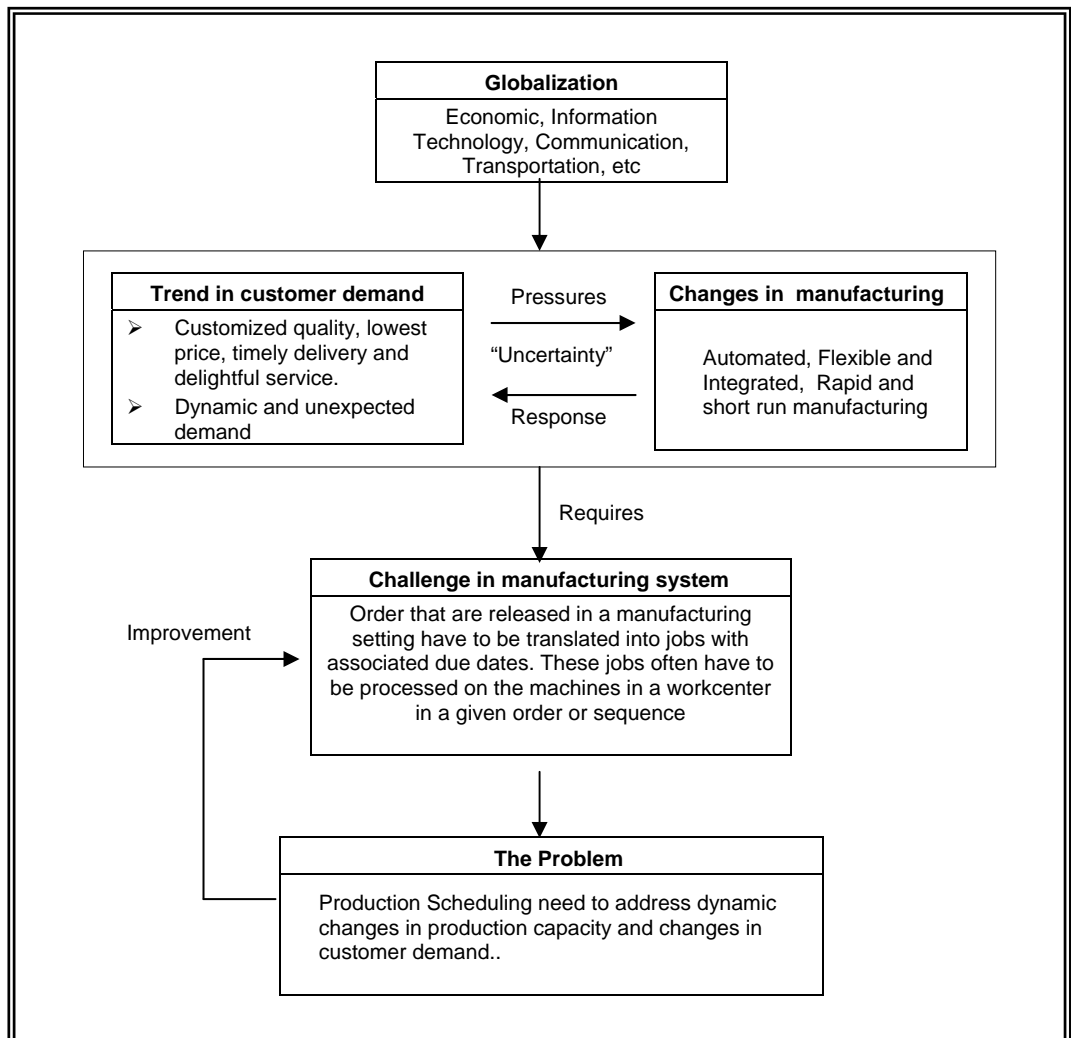 Globalization
Economic, Information
Technology, Communication,
Transportation, etc
Trend in customer demand
➢ Customized quality, lowest
price, timely delivery and
delightful service.
➢ Dynamic and unexpected
demand
Pressures
“Uncertainty”
Response
Changes in manufacturing
Automated, Flexible and
Integrated, Rapid and
short run manufacturing
Requires
Challenge in manufacturing system
Order that are released in a manufacturing
setting have to be translated into jobs with
associated due dates. These jobs often have to
be processed on the machines in a workcenter
in a given order or sequence
Improvement
The Problem
Production Scheduling need to address dynamic
changes in production capacity and changes in
customer demand..